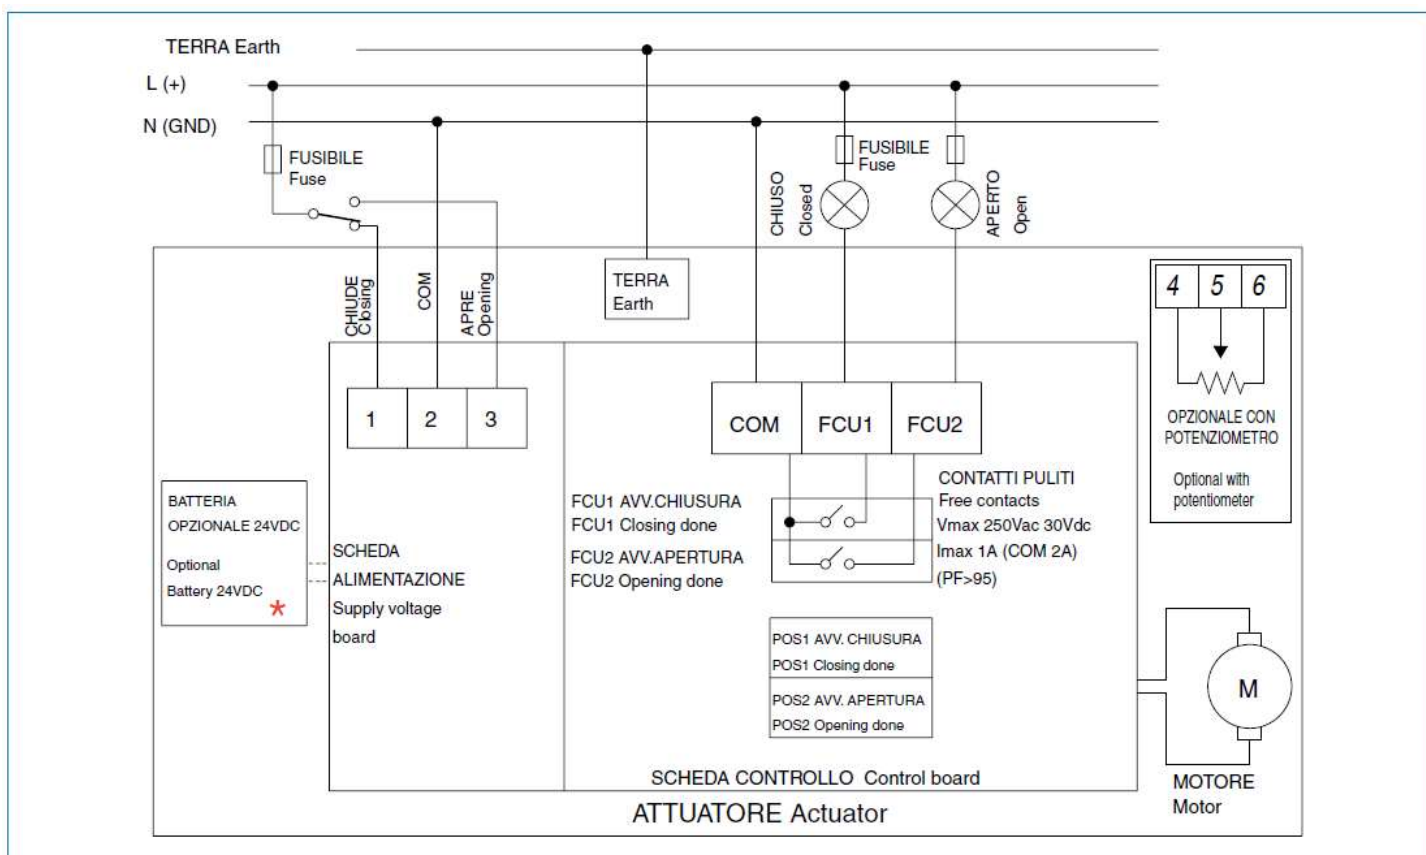 TERRA Earth
L (+)
N (GND)
FUSIBILE
Fuse
FUSIBILE
Fuse
CHIUSO
Closed
APERTO
Open
CHIUDE
Closing
COM
APRE
Opening
TERRA
Earth
4 5 6
OPZIONALE CON
POTENZIOMETRO
Optional with
potentiometer
1 2 3
COM FCU1 FCU2
BATTERIA
OPZIONALE 24VDC
Optional
Battery 24VDC
*
SCHEDA
ALIMENTAZIONE
Supply voltage
board
FCU1 AVV.CHIUSURA
FCU1 Closing done
FCU2 AVV.APERTURA
FCU2 Opening done
CONTATTI PULITI
Free contacts
Vmax 250Vac 30Vdc
Imax 1A (COM 2A)
(PF>95)
POS1 AVV. CHIUSURA
POS1 Closing done
POS2 AVV. APERTURA
POS2 Opening done
M
MOTORE
Motor
SCHEDA CONTROLLO Control board
ATTUATORE Actuator